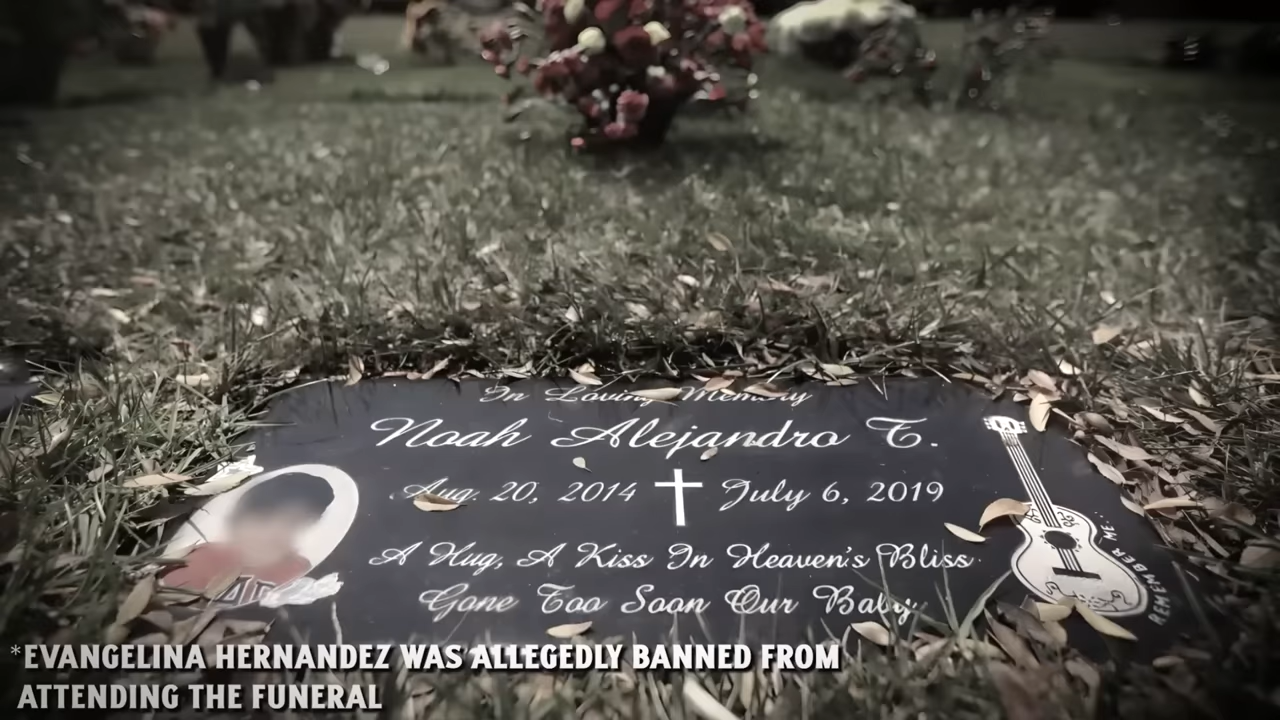 In Loving Memory
Noah Alejandro T.
Aug. 20, 2014 July 6, 2019
A Hug, A Kiss In Heaven's Bliss
Gone Too Soon Our Baby
REMEMBER ME..
*EVANGELINA HERNANDEZ WAS ALLEGEDLY BANNED FROM
ATTENDING THE FUNERAL